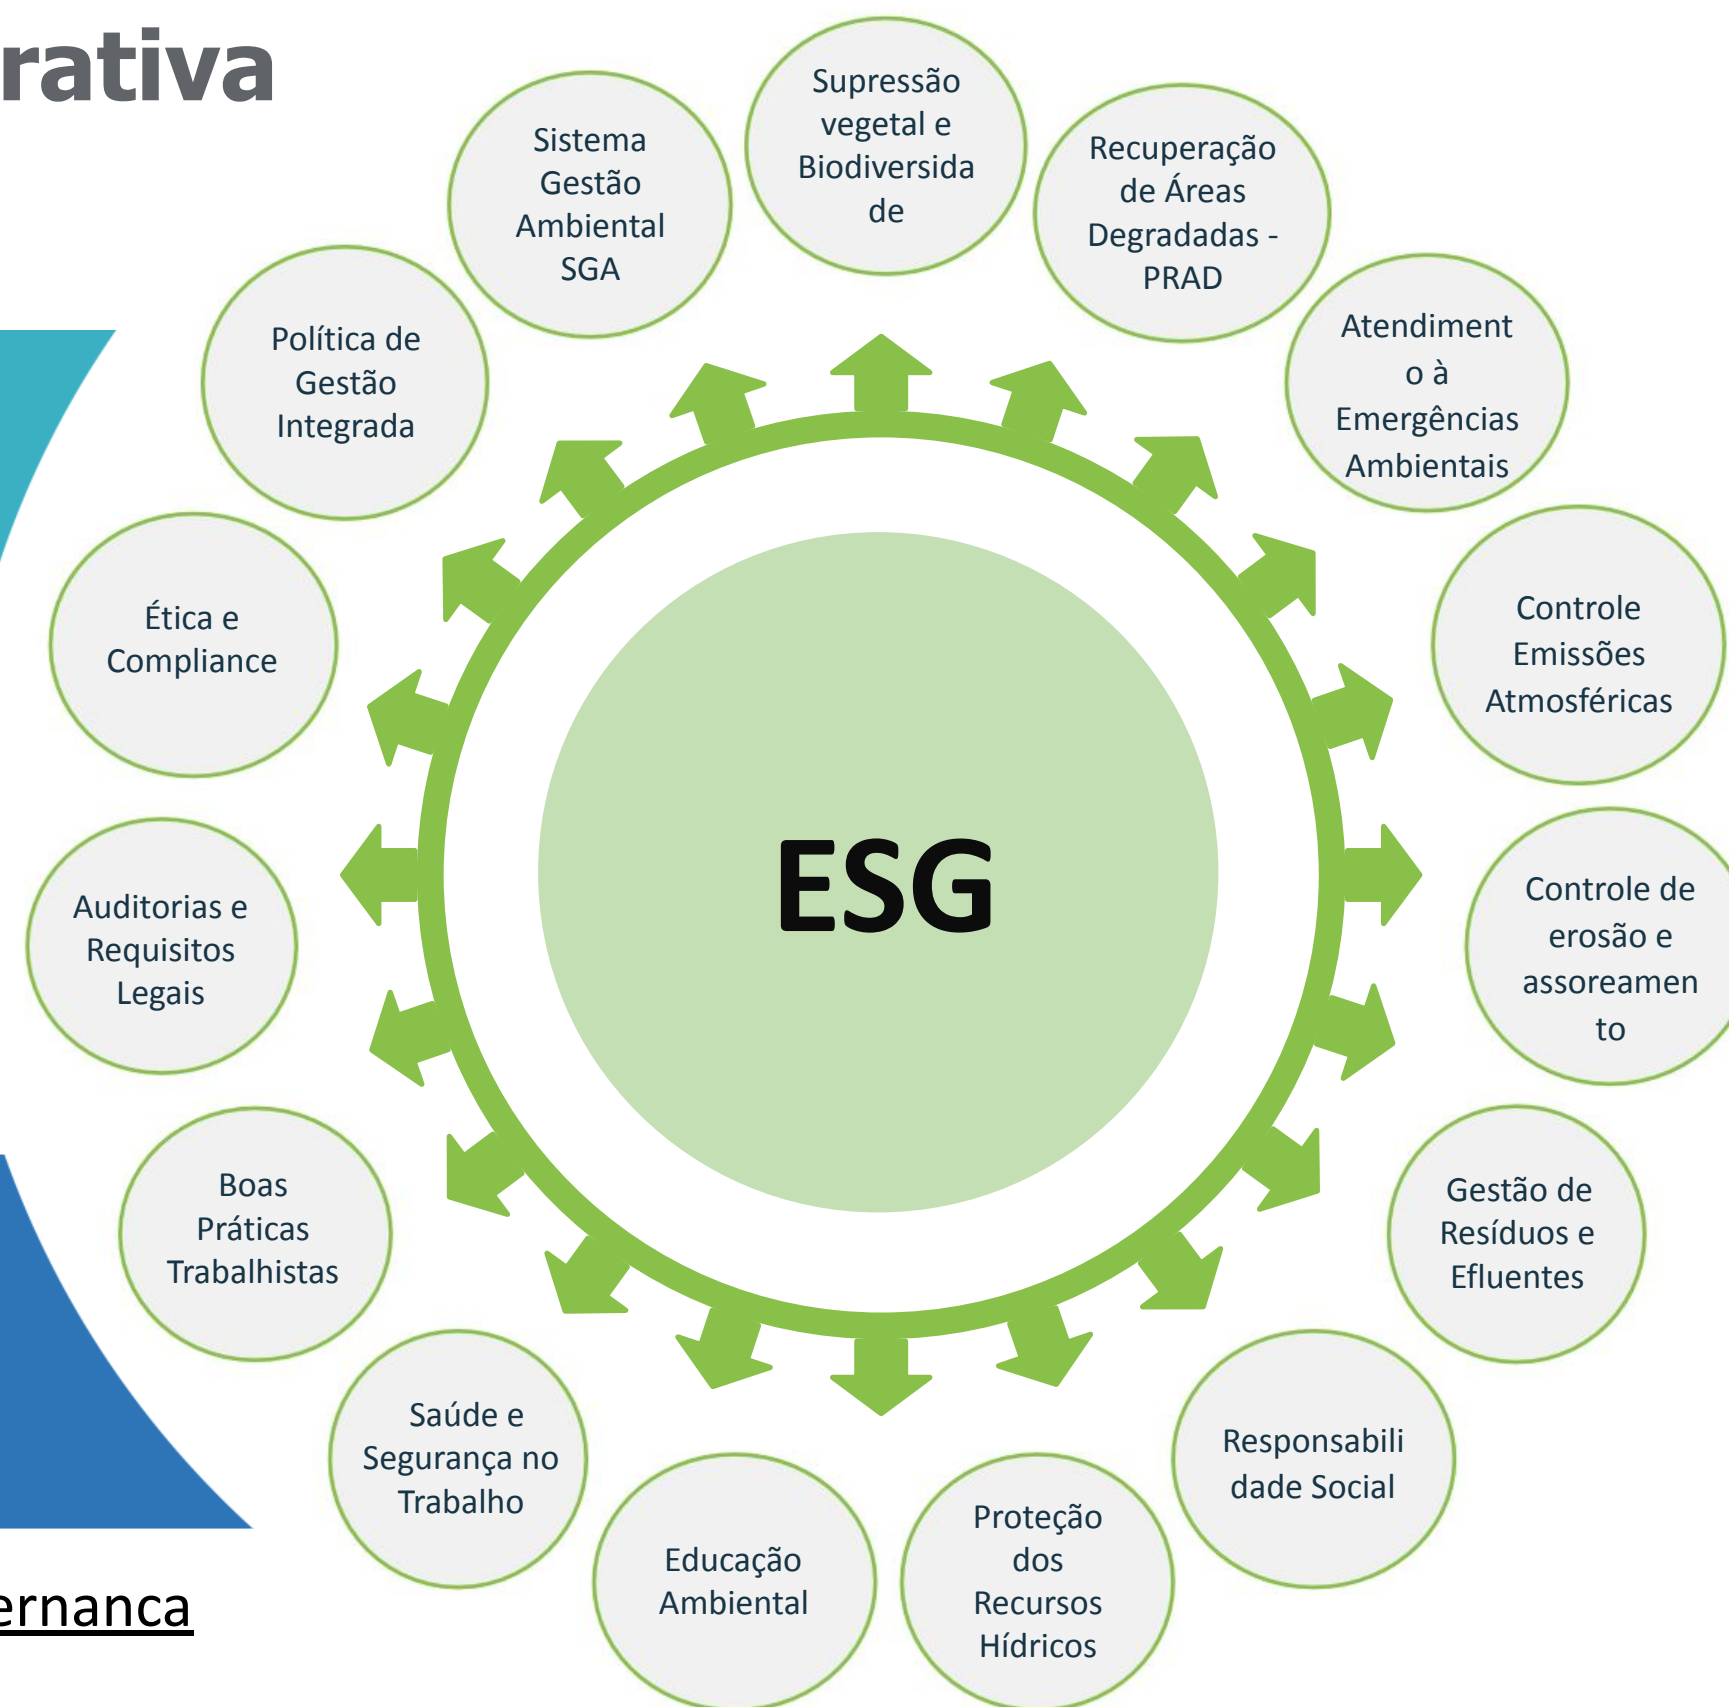 rativa
Supressão
vegetal e
Biodiversida
de
Recuperação
de Áreas
Degradadas -
PRAD
Atendiment
o à
Emergências
Ambientais
Controle
Emissões
Atmosféricas
Controle de
erosão e
assoreamen
to
Gestão de
Resíduos e
Efluentes
Responsabili
dade Social
Proteção
dos
Recursos
Hídricos
Educação
Ambiental
Saúde e
Segurança no
Trabalho
Boas
Práticas
Trabalhistas
Auditorias e
Requisitos
Legais
Ética e
Compliance
Política de
Gestão
Integrada
Sistema
Gestão
Ambiental
SGA
ESG
ernanca